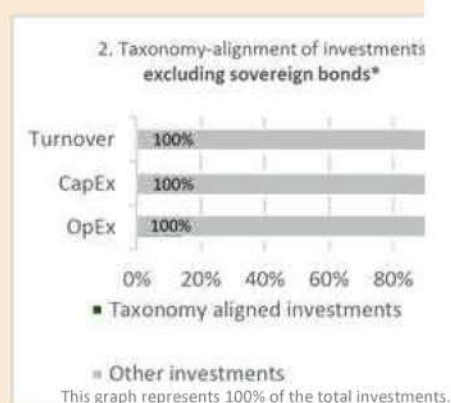 2. Taxonomy-alignment of investments
excluding sovereign bonds*
Turnover 100%
CapEx 100%
OpEx 100%
0% 20% 40% 60% 80%
Taxonomy aligned investments
Other investments
This graph represents 100% of the total investments.